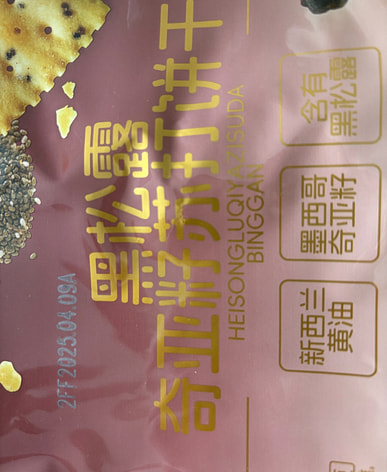 黑松露
奇亚籽苏打饼干
HEISONGLUQIYAZISUDA
BINGGAN
新西兰
黄油
墨西哥
奇亚籽
含有
黑松露
2FF2025.04.09A